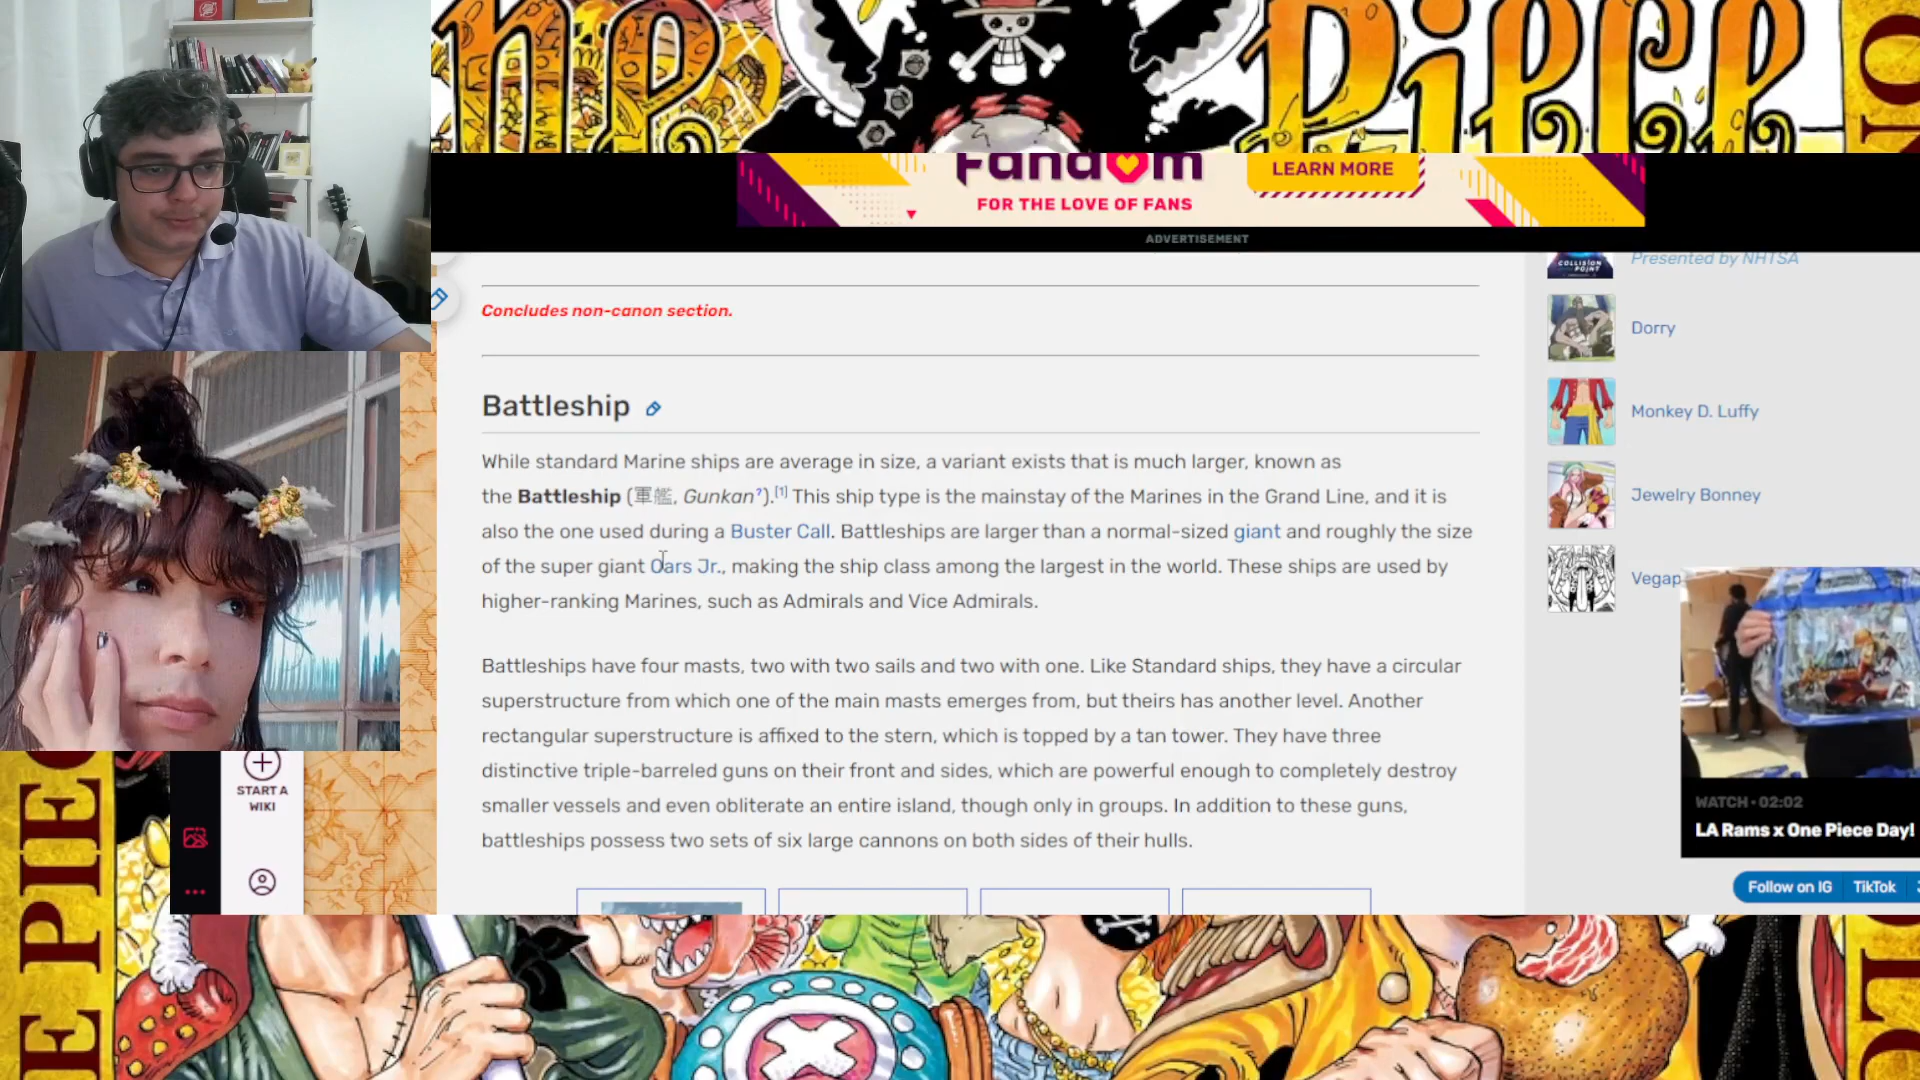 ne Piece
Fandom
FOR THE LOVE OF FANS
LEARN MORE
ADVERTISEMENT
COLLISION
POINT
Presented by NHTSA
Concludes non-canon section.
Dorry
Battleship
Monkey D. Luffy
While standard Marine ships are average in size, a variant exists that is much larger, known as
the Battleship (軍艦, Gunkan?).[1] This ship type is the mainstay of the Marines in the Grand Line, and it is
also the one used during a Buster Call. Battleships are larger than a normal-sized giant and roughly the size
of the super giant Oars Jr., making the ship class among the largest in the world. These ships are used by
higher-ranking Marines, such as Admirals and Vice Admirals.
Jewelry Bonney
Vegap
Battleships have four masts, two with two sails and two with one. Like Standard ships, they have a circular
superstructure from which one of the main masts emerges from, but theirs has another level. Another
rectangular superstructure is affixed to the stern, which is topped by a tan tower. They have three
distinctive triple-barreled guns on their front and sides, which are powerful enough to completely destroy
smaller vessels and even obliterate an entire island, though only in groups. In addition to these guns,
battleships possess two sets of six large cannons on both sides of their hulls.
START A
WIKI
WATCH • 02:02
LA Rams x One Piece Day!
Follow on IG
TikTok